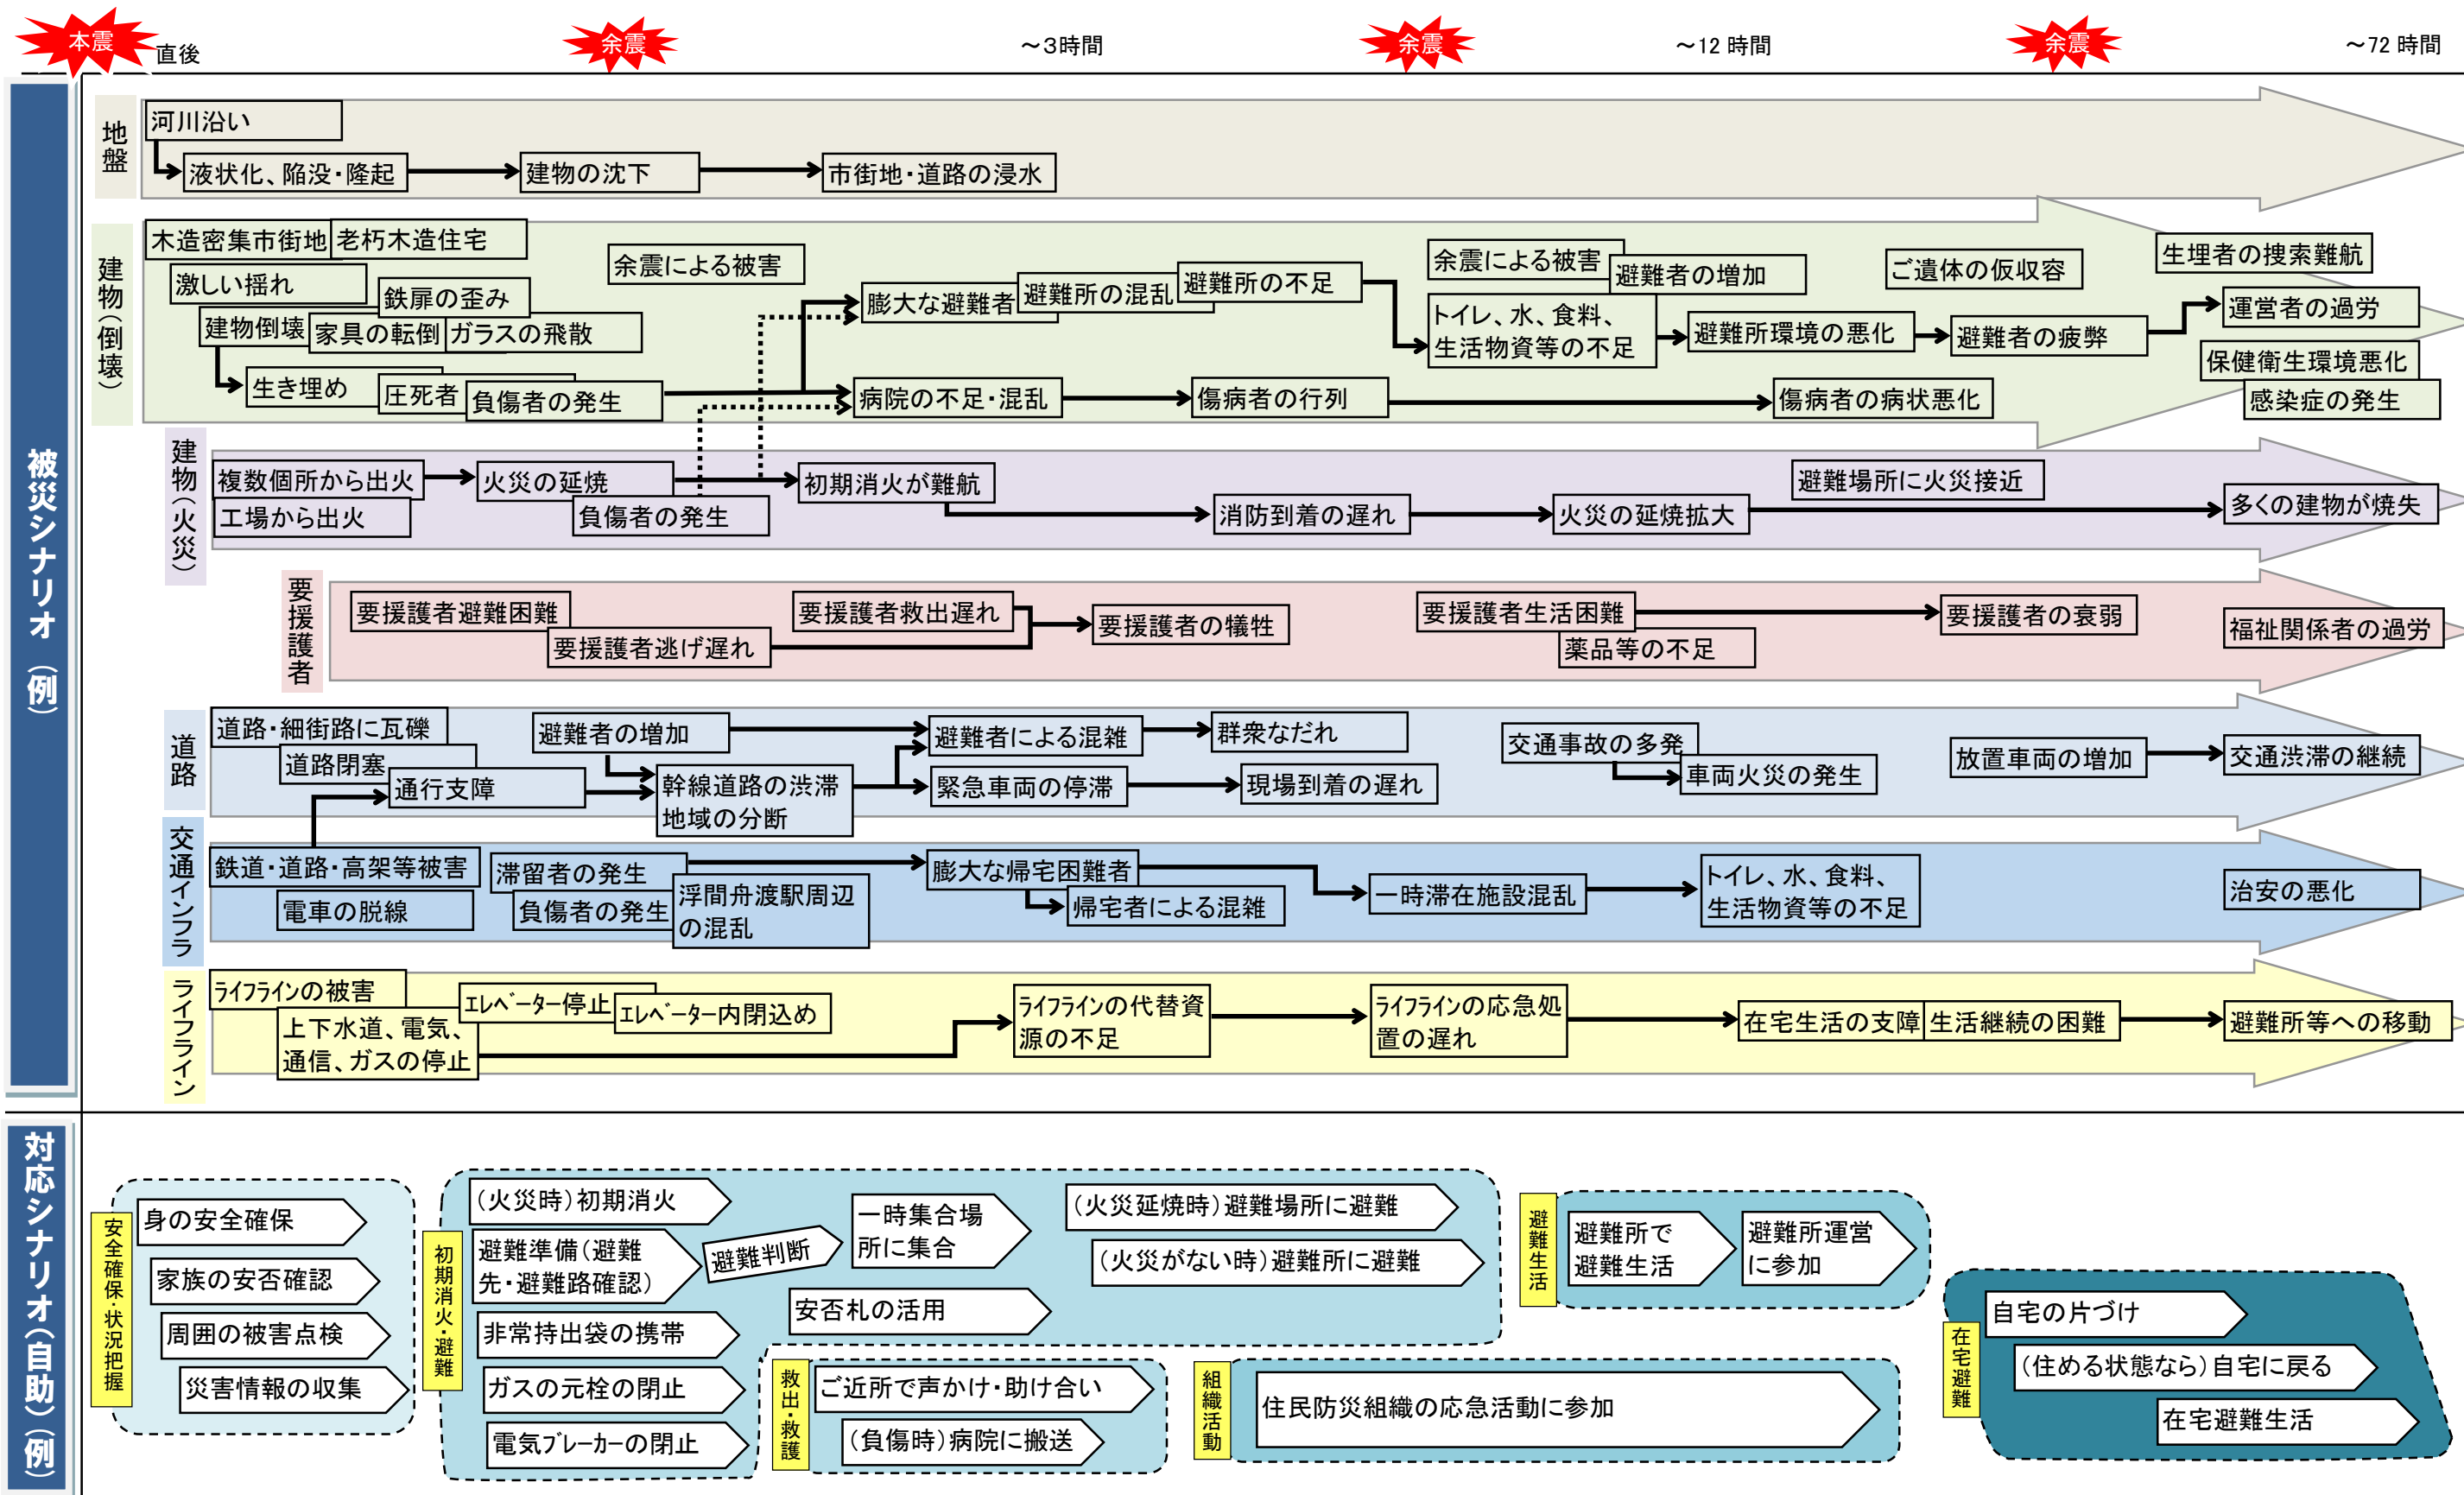 本震
直後
余震
～3時間
余震
～12 時間
余震
～72 時間
被災シナリオ（例）
地盤
河川沿い
液状化、陥没・隆起
建物の沈下
市街地・道路の浸水
建物（倒壊）
木造密集市街地
老朽木造住宅
激しい揺れ
鉄扉の歪み
建物倒壊
家具の転倒
ガラスの飛散
生き埋め
圧死者
負傷者の発生
余震による被害
膨大な避難者
避難所の混乱
避難所の不足
病院の不足・混乱
傷病者の行列
余震による被害
避難者の増加
トイレ、水、食料、
生活物資等の不足
避難所環境の悪化
傷病者の病状悪化
ご遺体の仮収容
避難者の疲弊
生埋者の捜索難航
運営者の過労
保健衛生環境悪化
感染症の発生
建物（火災）
複数個所から出火
工場から出火
火災の延焼
負傷者の発生
初期消火が難航
消防到着の遅れ
火災の延焼拡大
避難場所に火災接近
多くの建物が焼失
要援護者
要援護者避難困難
要援護者逃げ遅れ
要援護者救出遅れ
要援護者の犠牲
要援護者生活困難
薬品等の不足
要援護者の衰弱
福祉関係者の過労
道路
道路・細街路に瓦礫
道路閉塞
通行支障
避難者の増加
幹線道路の渋滞
地域の分断
避難者による混雑
緊急車両の停滞
群衆なだれ
現場到着の遅れ
交通事故の多発
車両火災の発生
放置車両の増加
交通渋滞の継続
交通インフラ
鉄道・道路・高架等被害
電車の脱線
滞留者の発生
負傷者の発生
浮間舟渡駅周辺
の混乱
膨大な帰宅困難者
帰宅者による混雑
一時滞在施設混乱
トイレ、水、食料、
生活物資等の不足
治安の悪化
ライフライン
ﾗｲﾌﾗｲﾝの被害
上下水道、電気、
通信、ガスの停止
ｴﾚﾍﾞｰﾀｰ停止
ｴﾚﾍﾞｰﾀｰ内閉込め
ﾗｲﾌﾗｲﾝの代替資
源の不足
ﾗｲﾌﾗｲﾝの応急処
置の遅れ
在宅生活の支障
生活継続の困難
避難所等への移動
対応シナリオ（自助）（例）
安全確保・状況把握
身の安全確保
家族の安否確認
周囲の被害点検
災害情報の収集
初期消火・避難
（火災時）初期消火
避難準備（避難
先・避難路確認）
非常持出袋の携帯
ガスの元栓の閉止
電気ﾌﾞﾚｰｶｰの閉止
避難判断
一時集合場
所に集合
安否札の活用
（火災延焼時）避難場所に避難
（火災がない時）避難所に避難
救出・救護
ご近所で声かけ・助け合い
（負傷時）病院に搬送
組織活動
住民防災組織の応急活動に参加
避難生活
避難所で
避難生活
避難所運営
に参加
在宅避難
自宅の片づけ
（住める状態なら）自宅に戻る
在宅避難生活